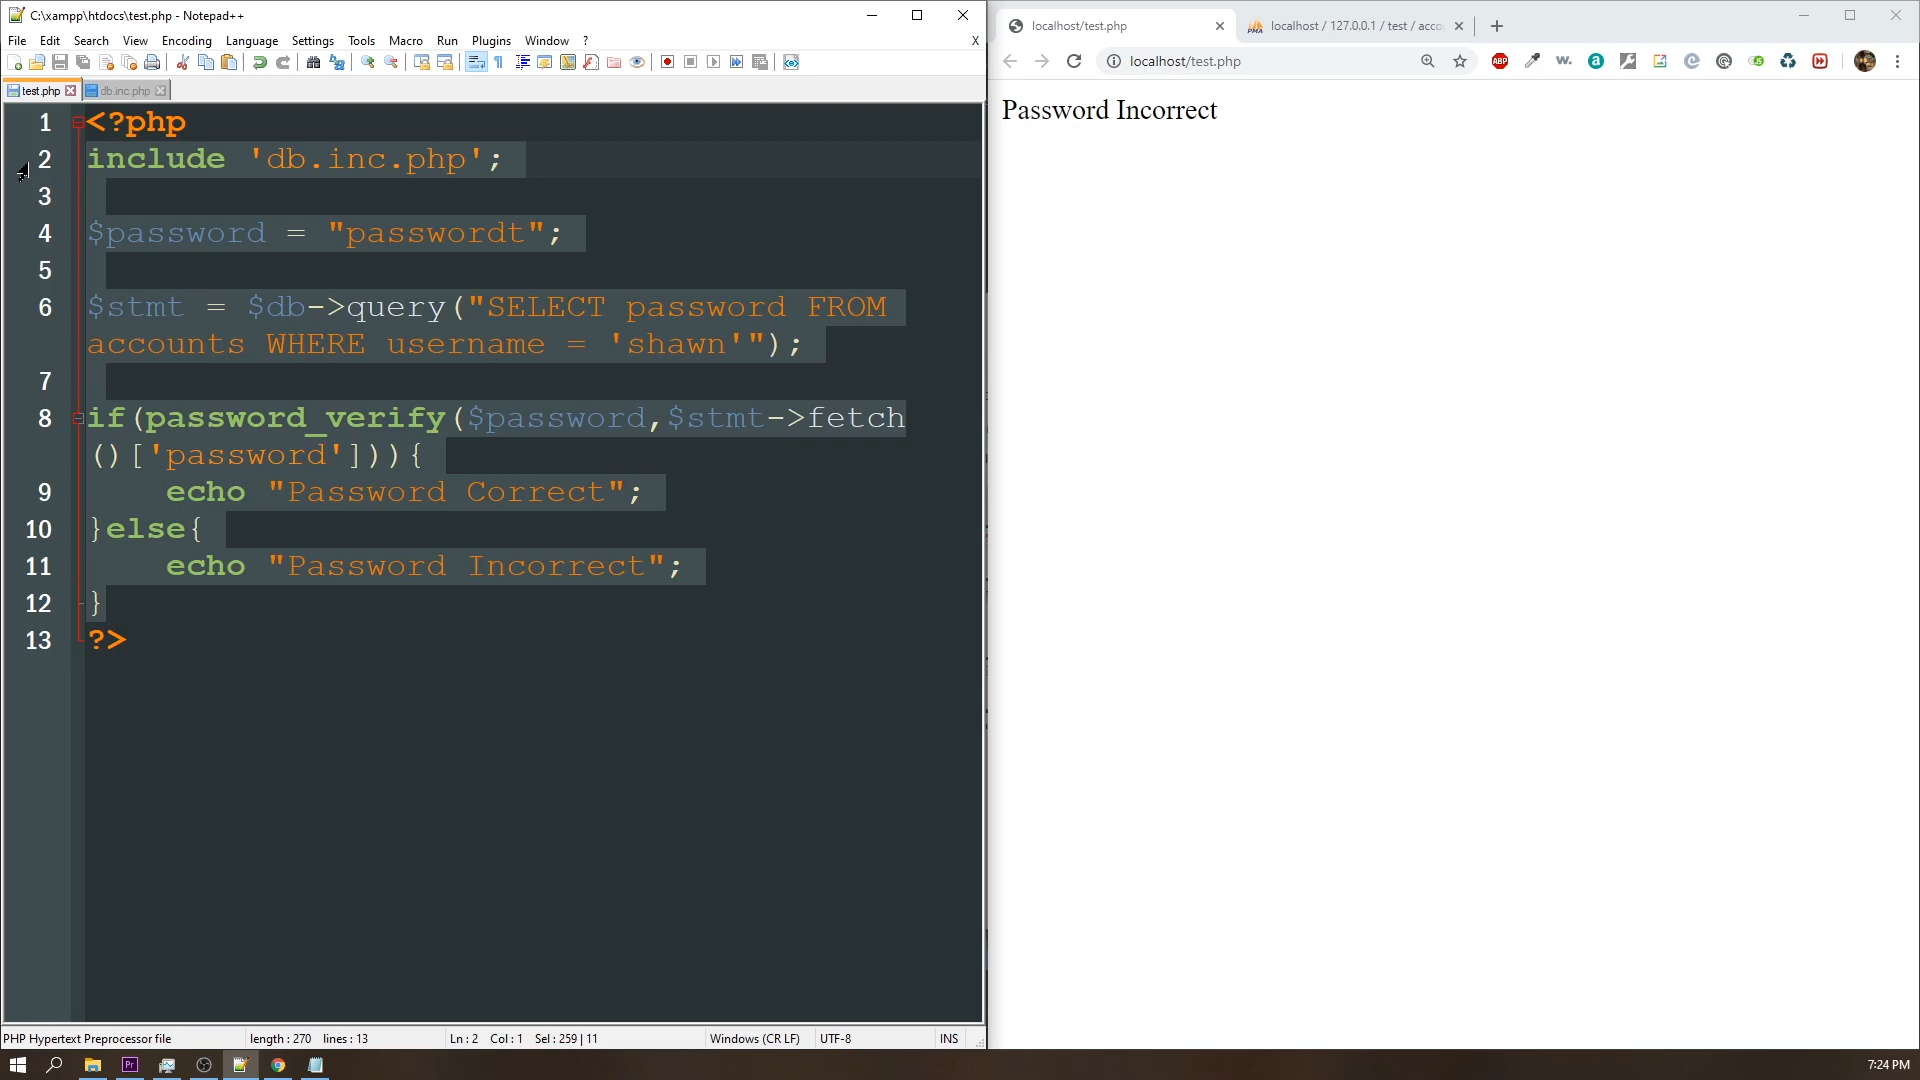 C:\xampp\htdocs\test.php - Notepad++
File Edit Search View Encoding Language Settings Tools Macro Run Plugins Window ? X
test.php db.inc.php
1 <?php
2 include 'db.inc.php';
3
4 $password = "passwordt";
5
6 $stmt = $db->query("SELECT password FROM
accounts WHERE username = 'shawn'");
7
8 if(password_verify($password,$stmt->fetch
()['password'])){
9 echo "Password Correct";
10 }else{
11 echo "Password Incorrect";
12 }
13 ?>
PHP Hypertext Preprocessor file length : 270 lines : 13 Ln : 2 Col : 1 Sel : 259 | 11 Windows (CR LF) UTF-8 INS
localhost/test.php localhost / 127.0.0.1 / test / acco
PMA
localhost/test.php ABP w. a
Password Incorrect
Pr
7:24 PM